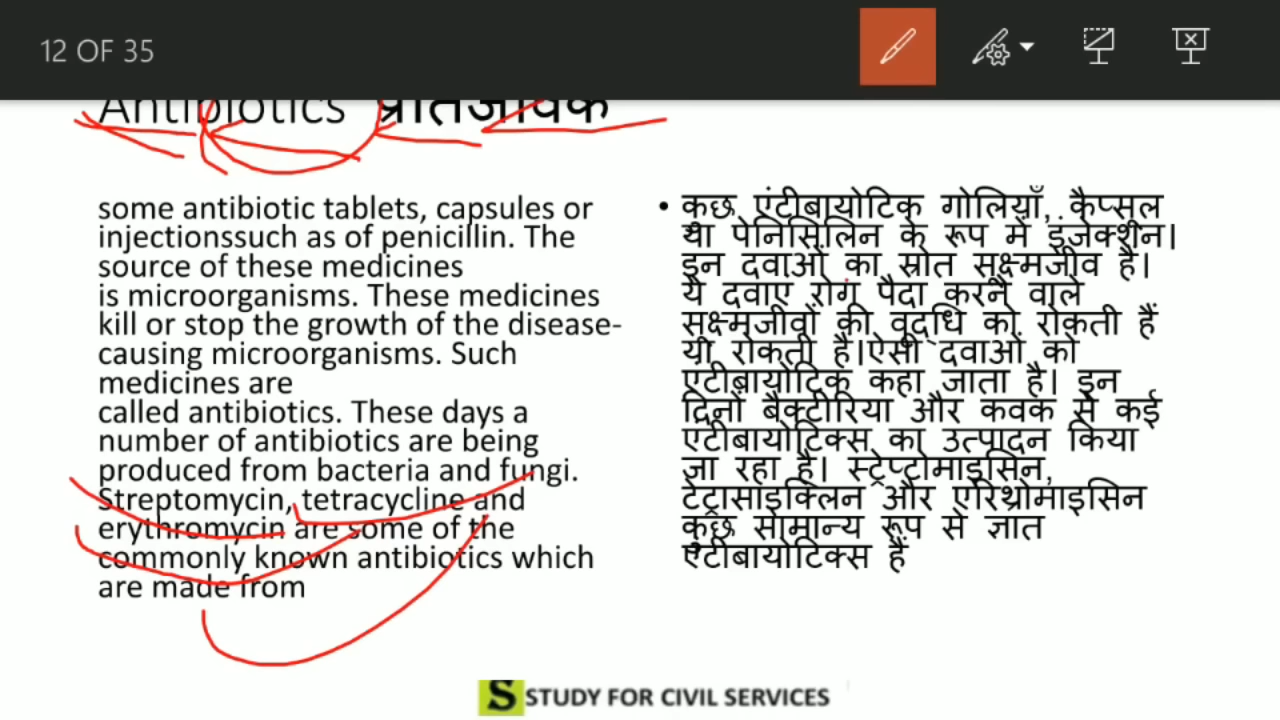 12 OF 35
Antibiotics प्रतिजैविक
some antibiotic tablets, capsules or
injectionssuch as of penicillin. The
source of these medicines
is microorganisms. These medicines
kill or stop the growth of the disease-
causing microorganisms. Such
medicines are
called antibiotics. These days a
number of antibiotics are being
produced from bacteria and fungi.
Streptomycin, tetracycline and
erythromycin are some of the
commonly known antibiotics which
are made from
• कुछ एंटीबायोटिक गोलियाँ, कैप्सूल
या पेनिसिलिन के रूप में इंजेक्शन।
इन दवाओं का स्रोत सूक्ष्मजीव है।
ये दवाएं रोग पैदा करने वाले
सूक्ष्मजीवों की वृद्धि को रोकती हैं
या रोकती हैं।ऐसी दवाओं को
एंटीबायोटिक कहा जाता है। इन
दिनों बैक्टीरिया और कवक से कई
एंटीबायोटिक्स का उत्पादन किया
जा रहा है। स्ट्रेप्टोमाइसिन,
टेट्रासाइक्लिन और एरिथ्रोमाइसिन
कुछ सामान्य रूप से ज्ञात
एंटीबायोटिक्स हैं
S STUDY FOR CIVIL SERVICES